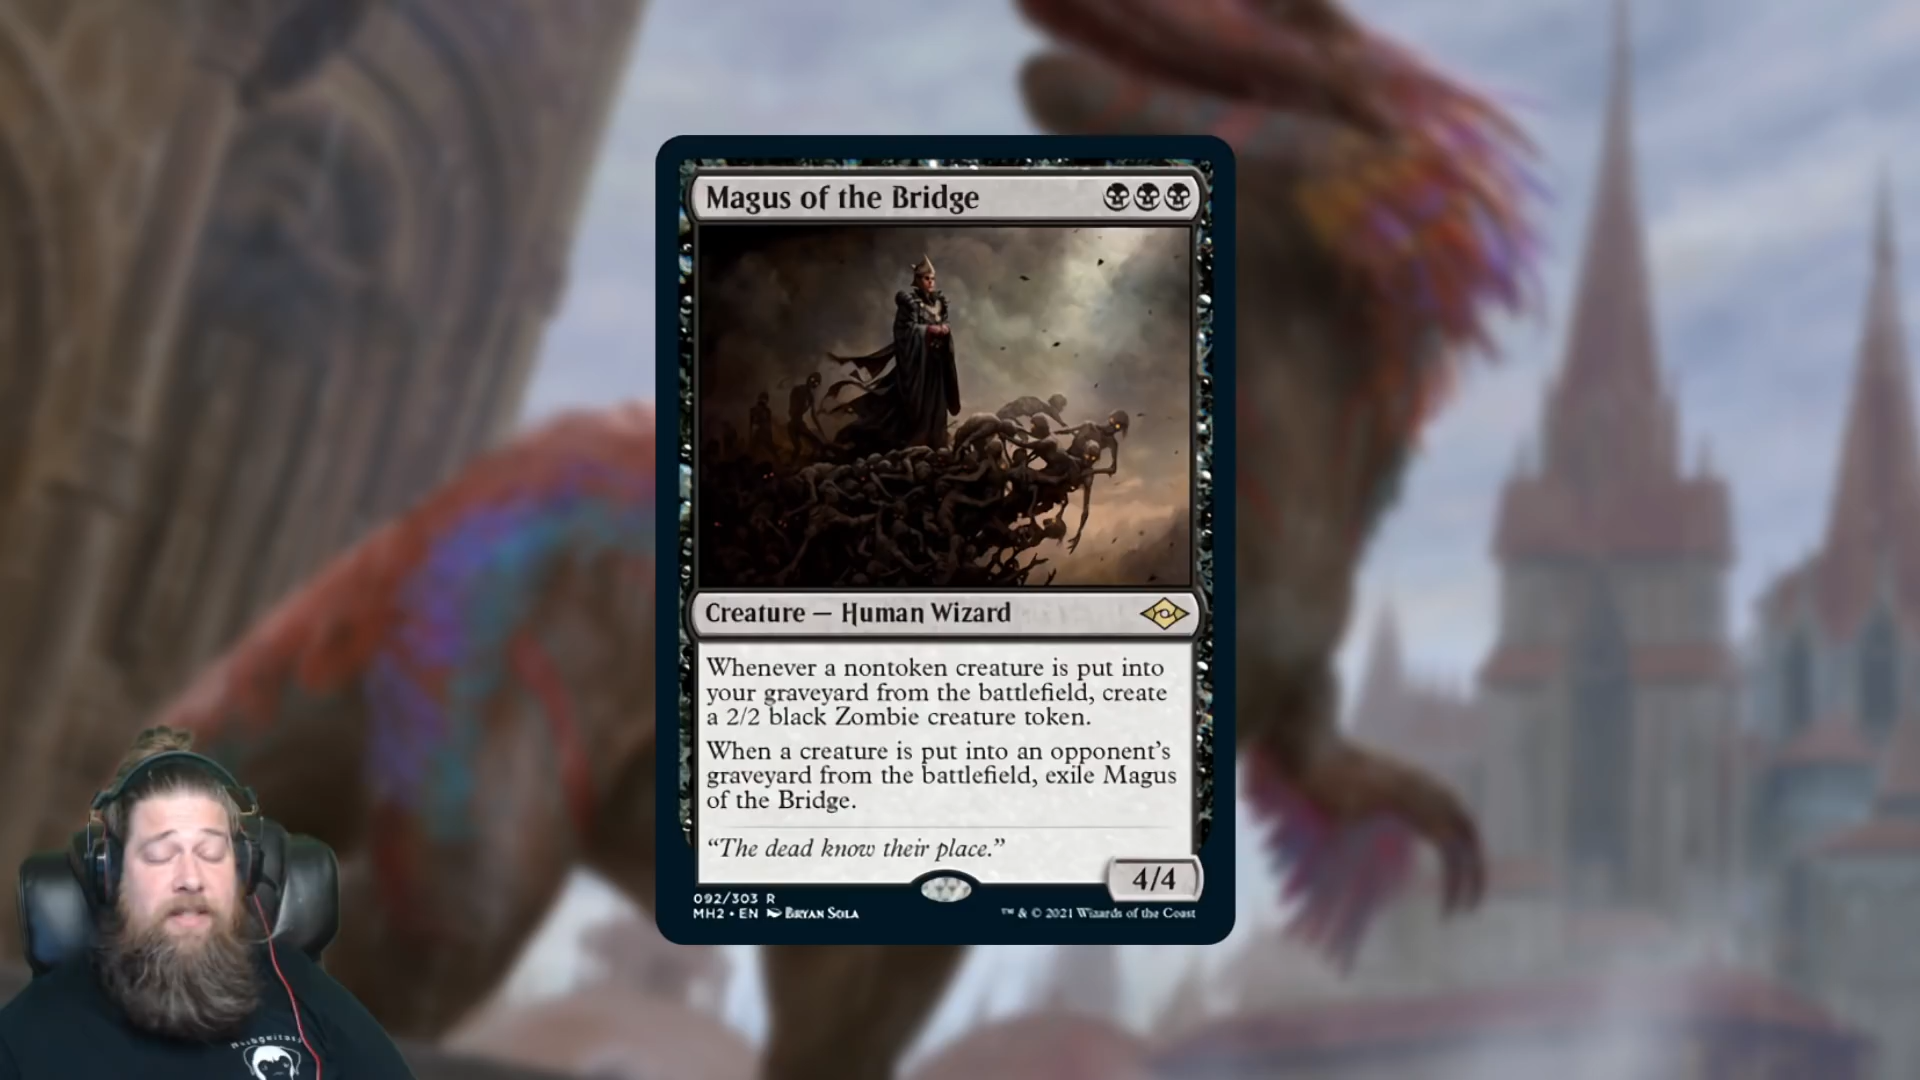 Magus of the Bridge
Creature — Human Wizard
Whenever a nontoken creature is put into
your graveyard from the battlefield, create
a 2/2 black Zombie creature token.
When a creature is put into an opponent's
graveyard from the battlefield, exile Magus
of the Bridge.
“The dead know their place.”
4/4
092/303 R
MH2 • EN Bryan Sola
™ & © 2021 Wizards of the Coast